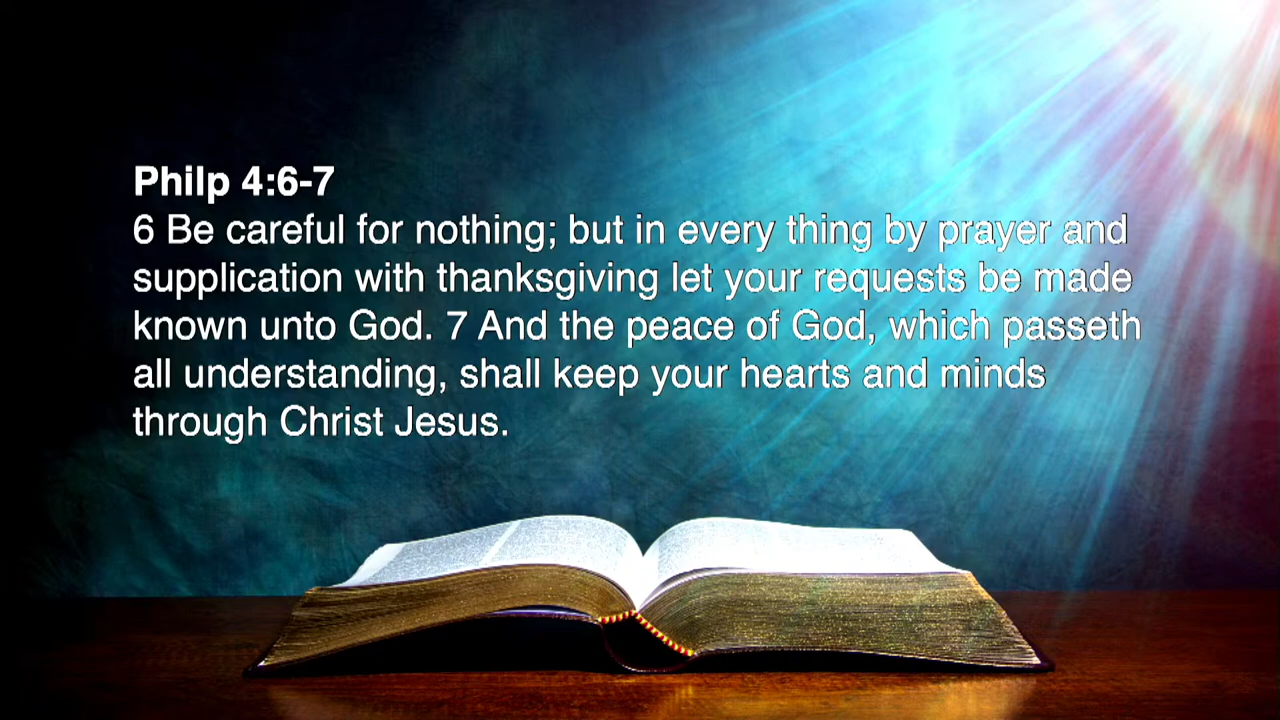 Philp 4:6-7
6 Be careful for nothing; but in every thing by prayer and
supplication with thanksgiving let your requests be made
known unto God. 7 And the peace of God, which passeth
all understanding, shall keep your hearts and minds
through Christ Jesus.